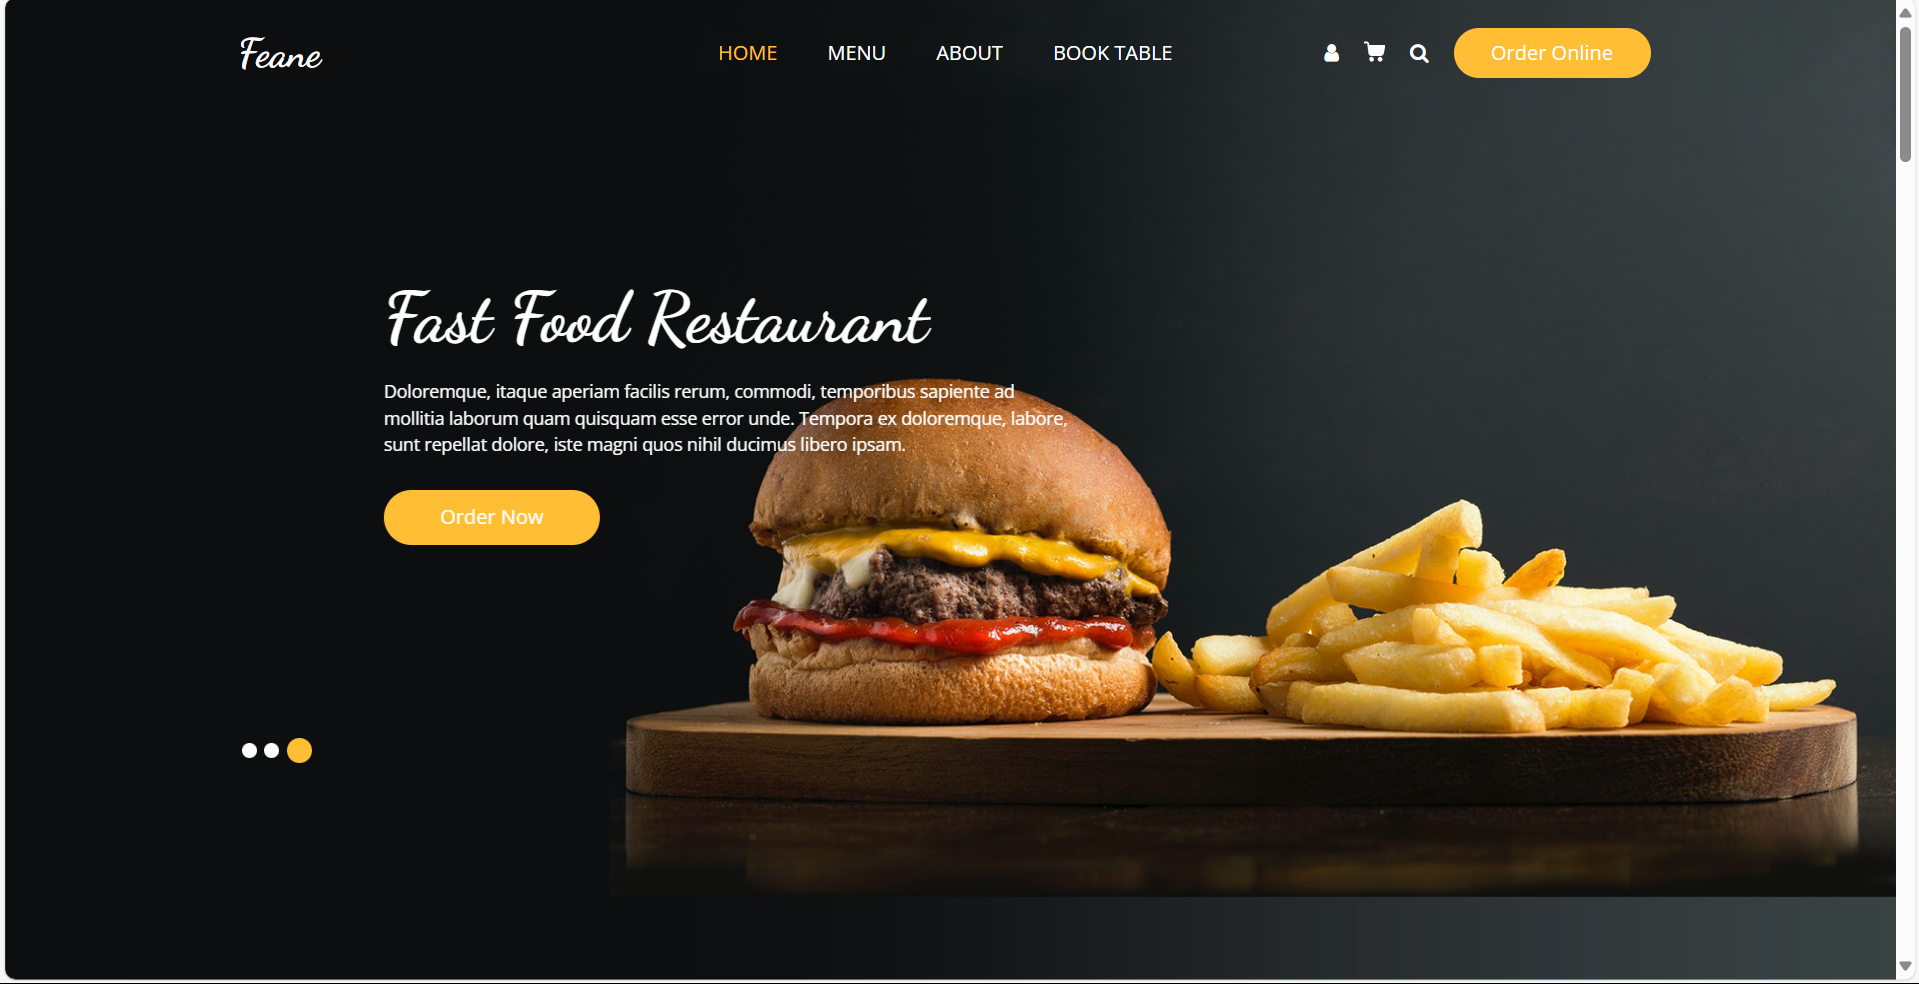 Feane
HOME MENU ABOUT BOOK TABLE Order Online
Fast Food Restaurant
Doloremque, itaque aperiam facilis rerum, commodi, temporibus sapiente ad
mollitia laborum quam quisquam esse error unde. Tempora ex doloremque, labore,
sunt repellat dolore, iste magni quos nihil ducimus libero ipsam.
Order Now